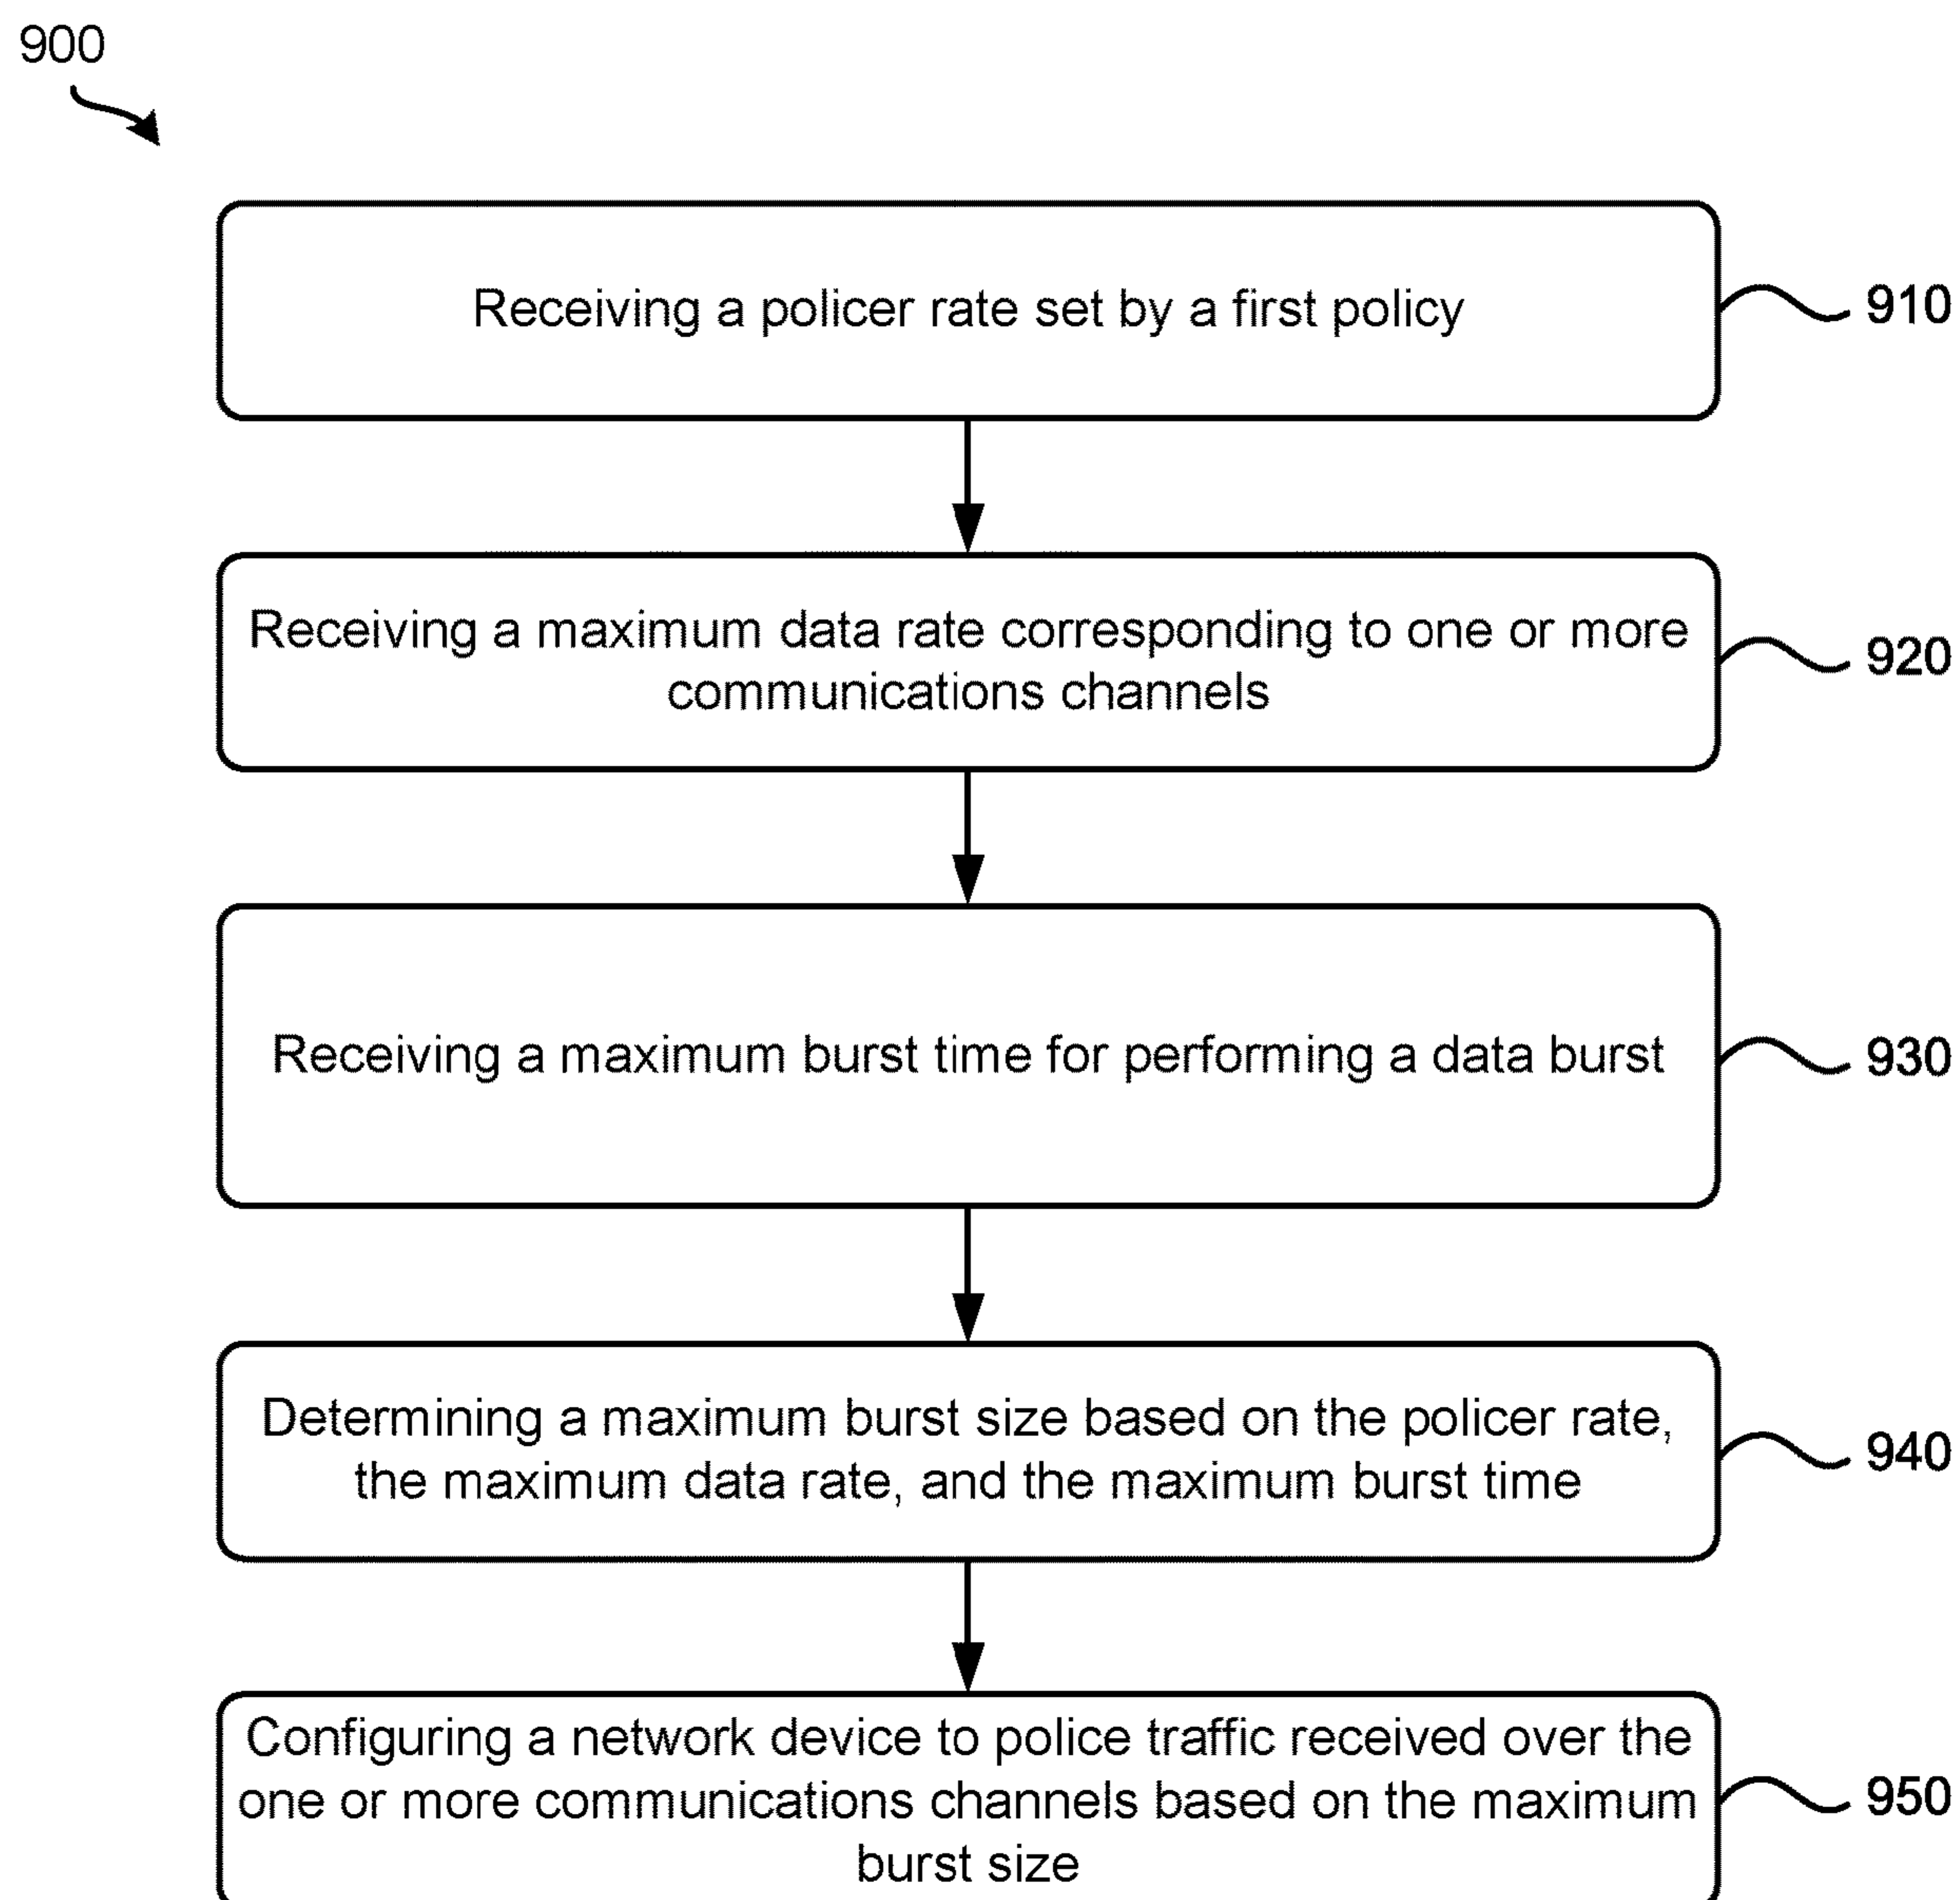 900
Receiving a policer rate set by a first policy
910
Receiving a maximum data rate corresponding to one or more
communications channels
920
Receiving a maximum burst time for performing a data burst
930
Determining a maximum burst size based on the policer rate,
the maximum data rate, and the maximum burst time
940
Configuring a network device to police traffic received over the
one or more communications channels based on the maximum
burst size
950